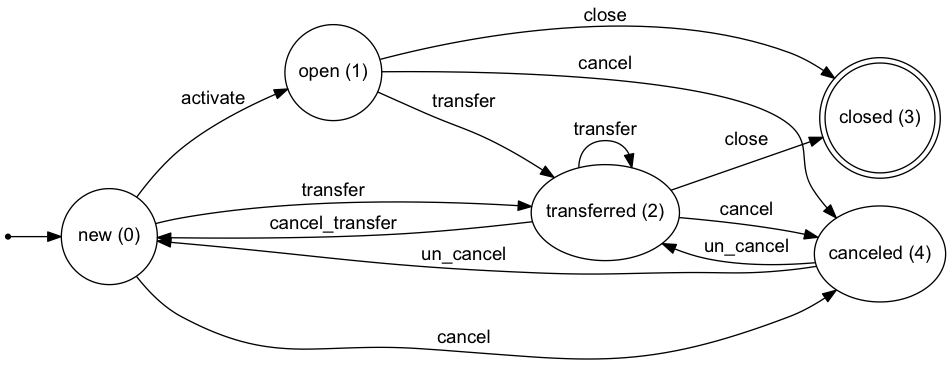 close
open (1)
cancel
activate
transfer
transfer
closed (3)
close
transfer
transferred (2)
cancel
new (0)
cancel_transfer
un_cancel
un_cancel
canceled (4)
cancel